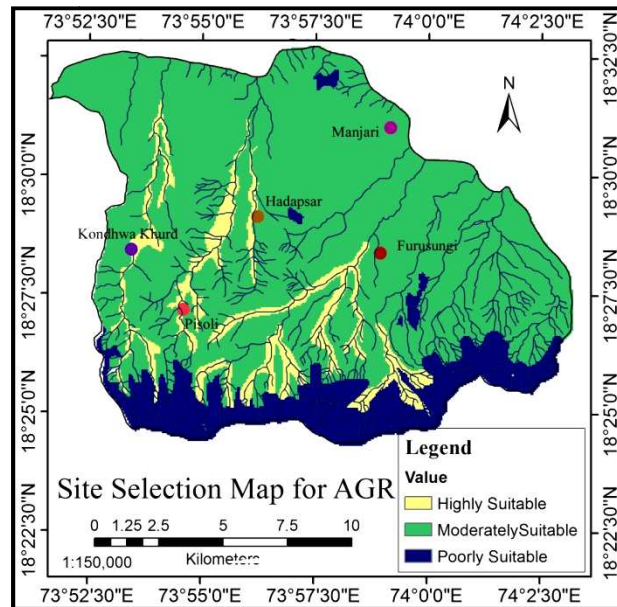 73°52'30"E 73°55'0"E 73°57'30"E 74°0'0"E 74°2'30"E
18°32'30"N 18°32'30"N
N
Manjari
18°30'0"N 18°30'0"N
Hadapsar
Kondhwa Khurd
Furusungi
18°27'30"N 18°27'30"N
Pisoli
18°25'0"N 18°25'0"N
Legend
Value
Site Selection Map for AGR
Highly Suitable
ModeratelySuitable
0 1.25 2.5 5 7.5 10
Poorly Suitable
Kilometers
1:150,000
18°22'30"N 18°22'30"N
73°52'30"E 73°55'0"E 73°57'30"E 74°0'0"E 74°2'30"E